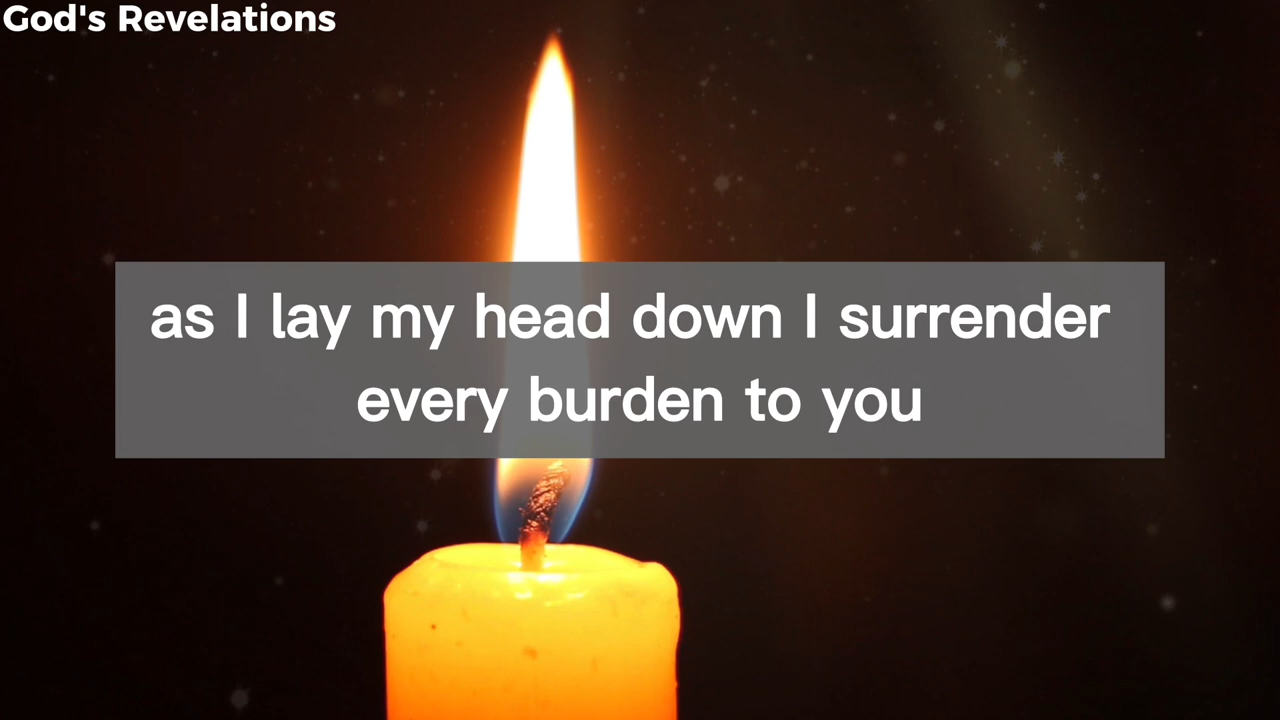 God's Revelations
as I lay my head down I surrender
every burden to you